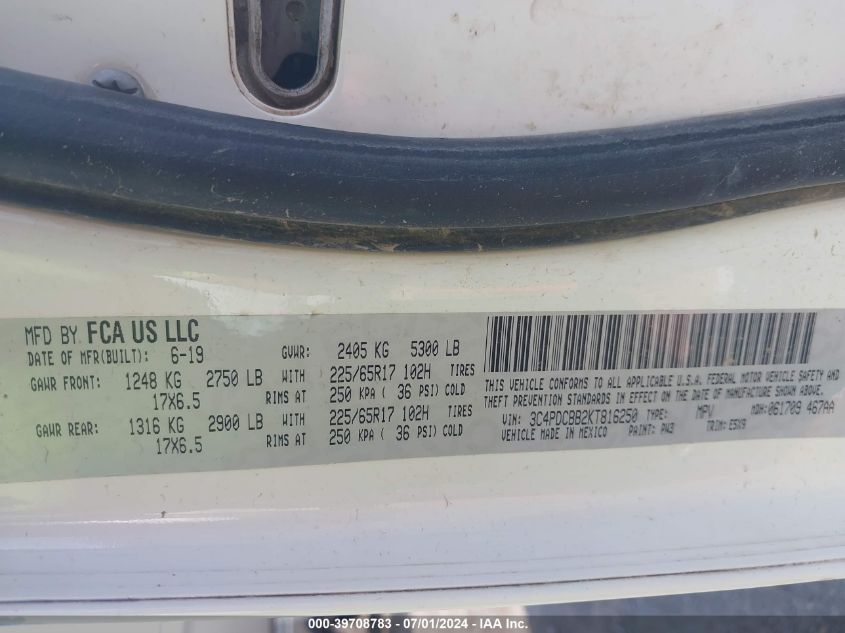 MFD BY FCA US LLC
DATE OF MFR(BUILT): 6-19 GVWR: 2405 KG 5300 LB
GAWR FRONT: 1248 KG 2750 LB WITH 225/65R17 102H TIRES
17X6.5 RIMS AT 250 KPA ( 36 PSI) COLD
GAWR REAR: 1316 KG 2900 LB WITH 225/65R17 102H TIRES
17X6.5 RIMS AT 250 KPA ( 36 PSI) COLD
THIS VEHICLE CONFORMS TO ALL APPLICABLE U.S.A. FEDERAL MOTOR VEHICLE SAFETY AND
THEFT PREVENTION STANDARDS IN EFFECT ON THE DATE OF MANUFACTURE SHOWN ABOVE.
VIN: 3C4PDCBB2KT816250 TYPE: MPV MDH: 061709 467AA
VEHICLE MADE IN MEXICO PAINT: PW3 TRIM: E5X9
000-39708783 - 07/01/2024 - IAA Inc.